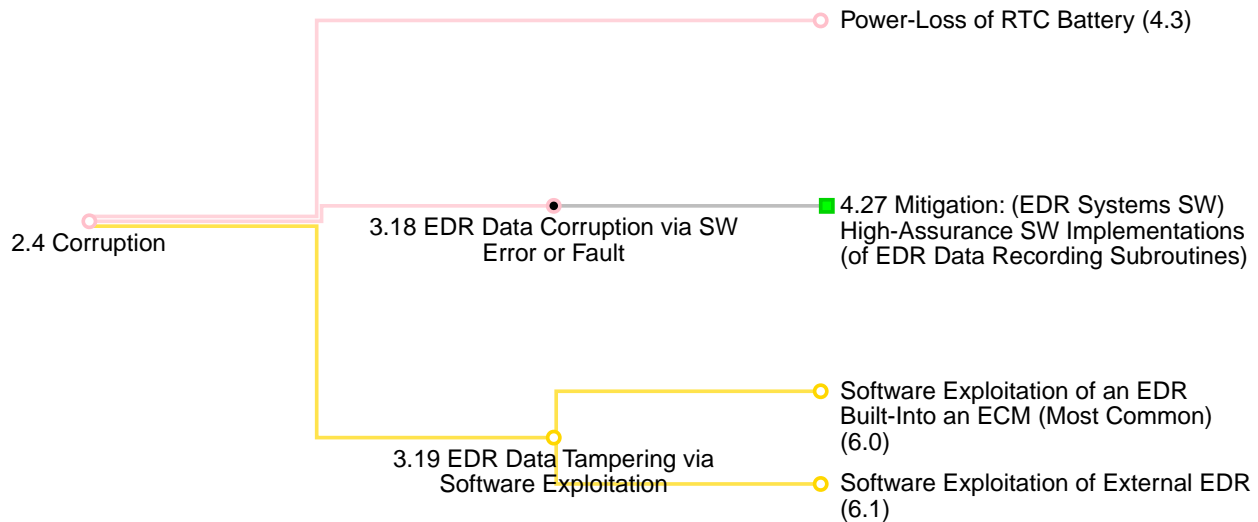 Power-Loss of RTC Battery (4.3)
2.4 Corruption
3.18 EDR Data Corruption via SW
Error or Fault
4.27 Mitigation: (EDR Systems SW)
High-Assurance SW Implementations
(of EDR Data Recording Subroutines)
3.19 EDR Data Tampering via
Software Exploitation
Software Exploitation of an EDR
Built-Into an ECM (Most Common)
(6.0)
Software Exploitation of External EDR
(6.1)